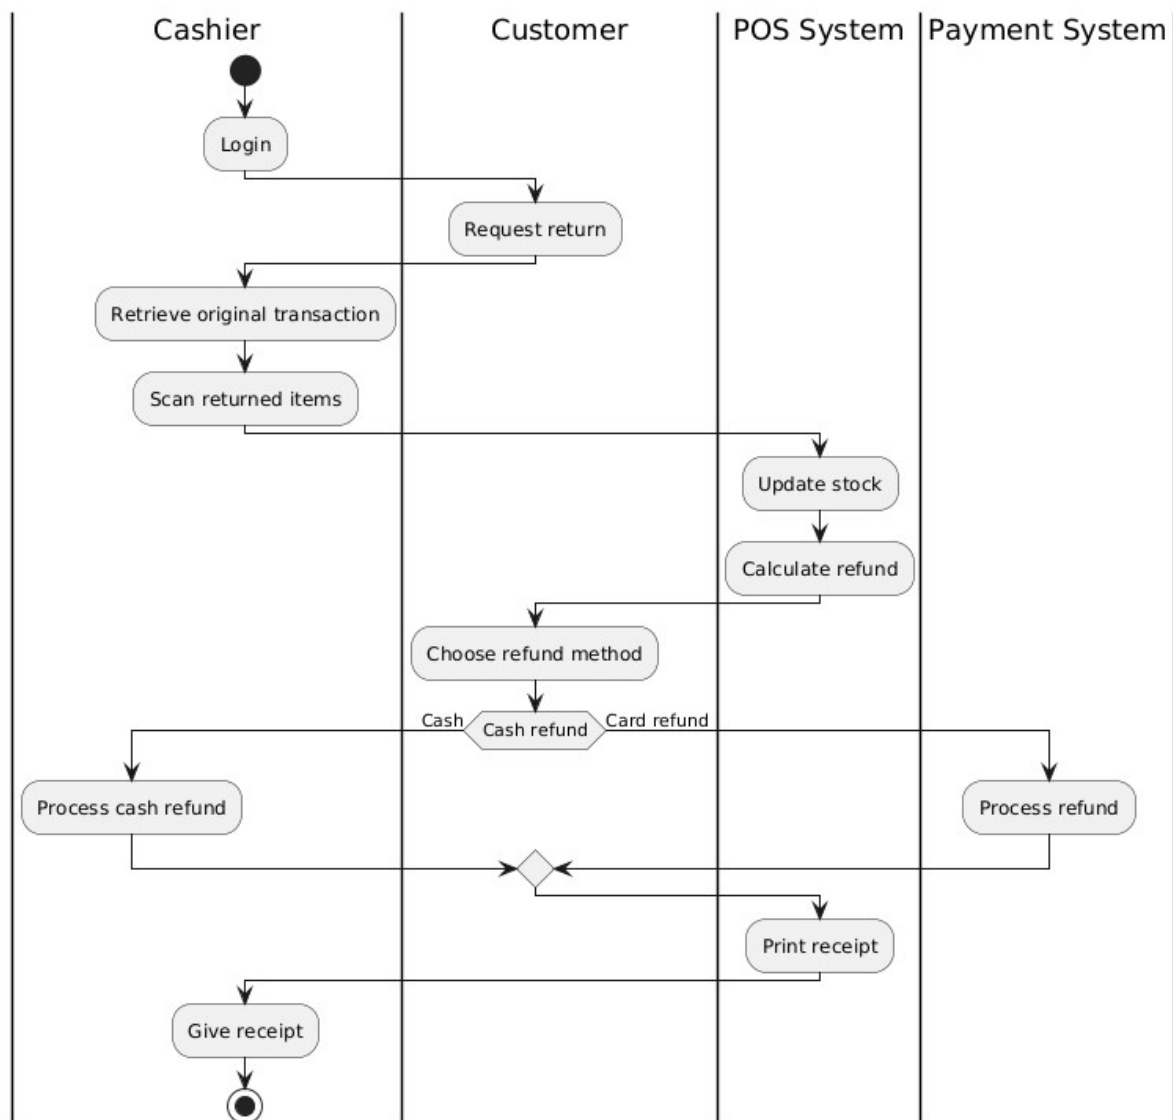 Cashier
Customer
POS System
Payment System
Login
Request return
Retrieve original transaction
Scan returned items
Update stock
Calculate refund
Choose refund method
Cash
Cash refund
Card refund
Process cash refund
Process refund
Print receipt
Give receipt